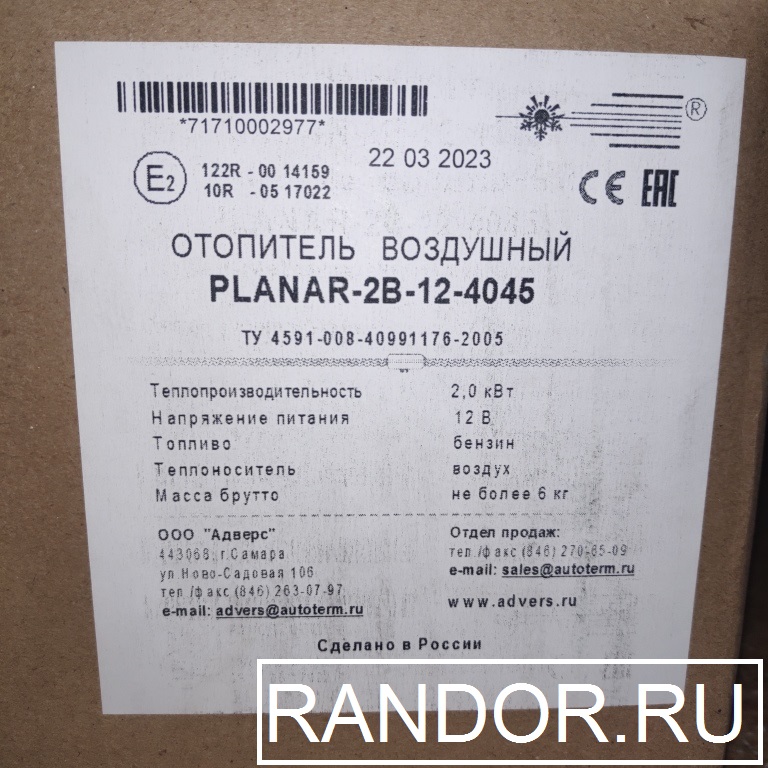 *71710002977*
22 03 2023
®
E2
122R - 00 14159
10R - 05 17022
CE EAC
ОТОПИТЕЛЬ ВОЗДУШНЫЙ
PLANAR-2B-12-4045
ТУ 4591-008-40991176-2005
Теплопроизводительность 2,0 кВт
Напряжение питания 12 В
Топливо бензин
Теплоноситель воздух
Масса брутто не более 6 кг
ООО "Адверс"
443068, г.Самара
ул.Ново-Садовая 106
тел./факс (846) 263-07-97
e-mail: advers@autoterm.ru
Отдел продаж:
тел./факс (846) 270-65-09
e-mail: sales@autoterm.ru
www.advers.ru
Сделано в России
RANDOR.RU